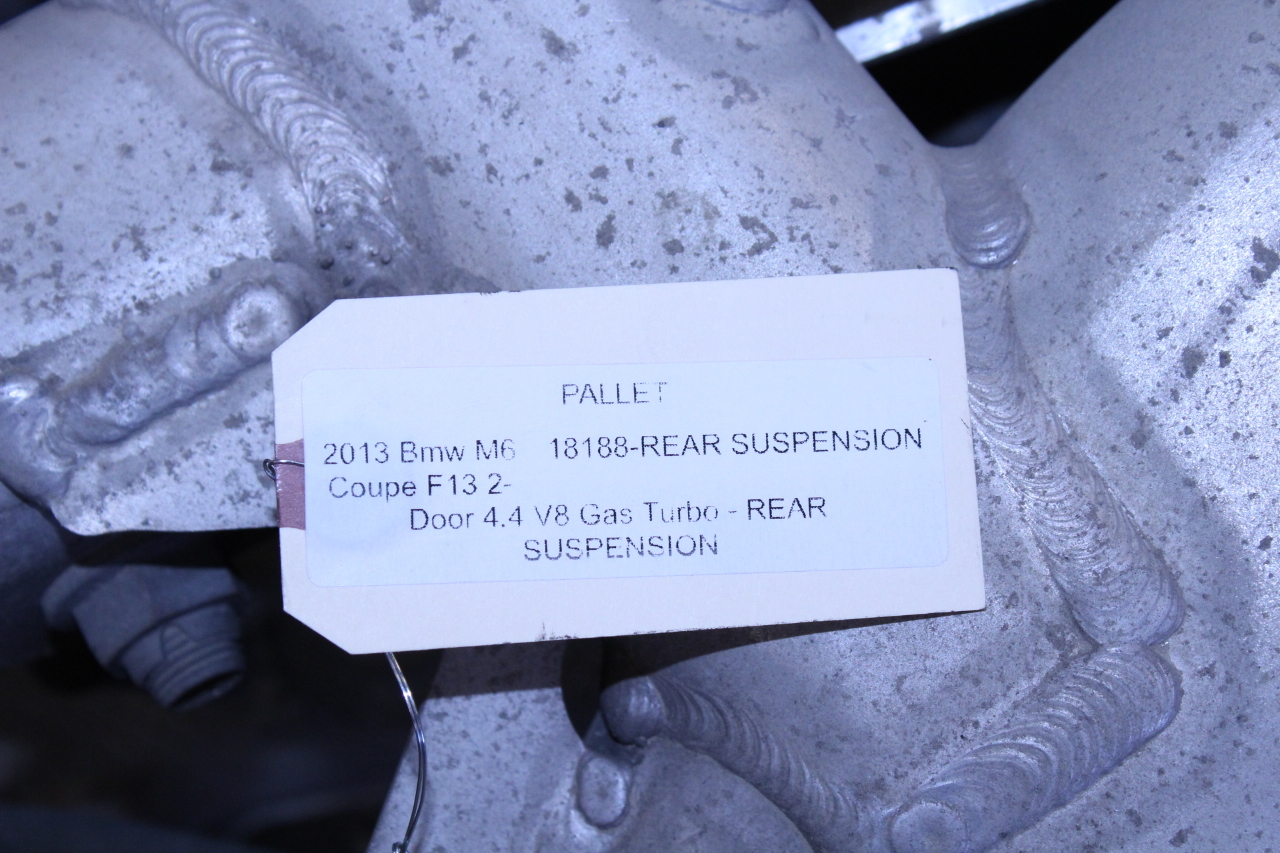 PALLET
2013 Bmw M6 18188-REAR SUSPENSION
Coupe F13 2-
Door 4.4 V8 Gas Turbo - REAR
SUSPENSION